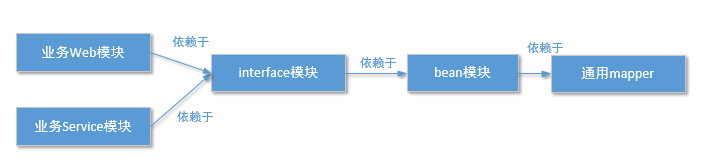 业务Web模块
依赖于
interface模块
依赖于
bean模块
依赖于
通用mapper
业务Service模块
依赖于